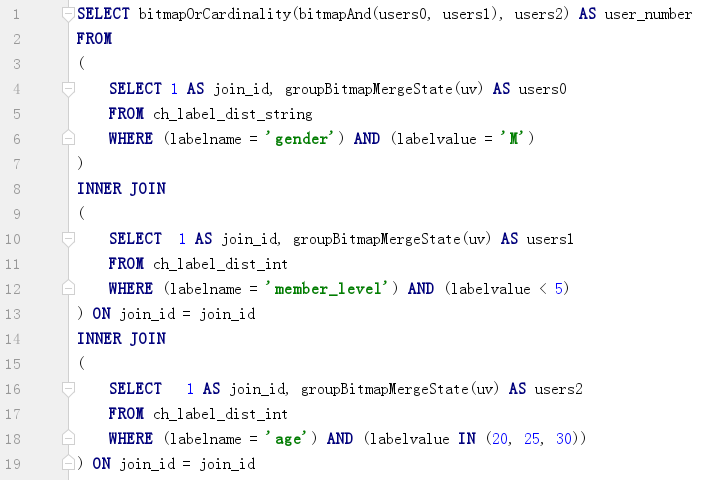 1 SELECT bitmapOrCardinality(bitmapAnd(users0, users1), users2) AS user_number
2 FROM
3 (
4 SELECT 1 AS join_id, groupBitmapMergeState(uv) AS users0
5 FROM ch_label_dist_string
6 WHERE (labelname = 'gender') AND (labelvalue = 'M')
7 )
8 INNER JOIN
9 (
10 SELECT 1 AS join_id, groupBitmapMergeState(uv) AS users1
11 FROM ch_label_dist_int
12 WHERE (labelname = 'member_level') AND (labelvalue < 5)
13 ) ON join_id = join_id
14 INNER JOIN
15 (
16 SELECT 1 AS join_id, groupBitmapMergeState(uv) AS users2
17 FROM ch_label_dist_int
18 WHERE (labelname = 'age') AND (labelvalue IN (20, 25, 30))
19 ) ON join_id = join_id